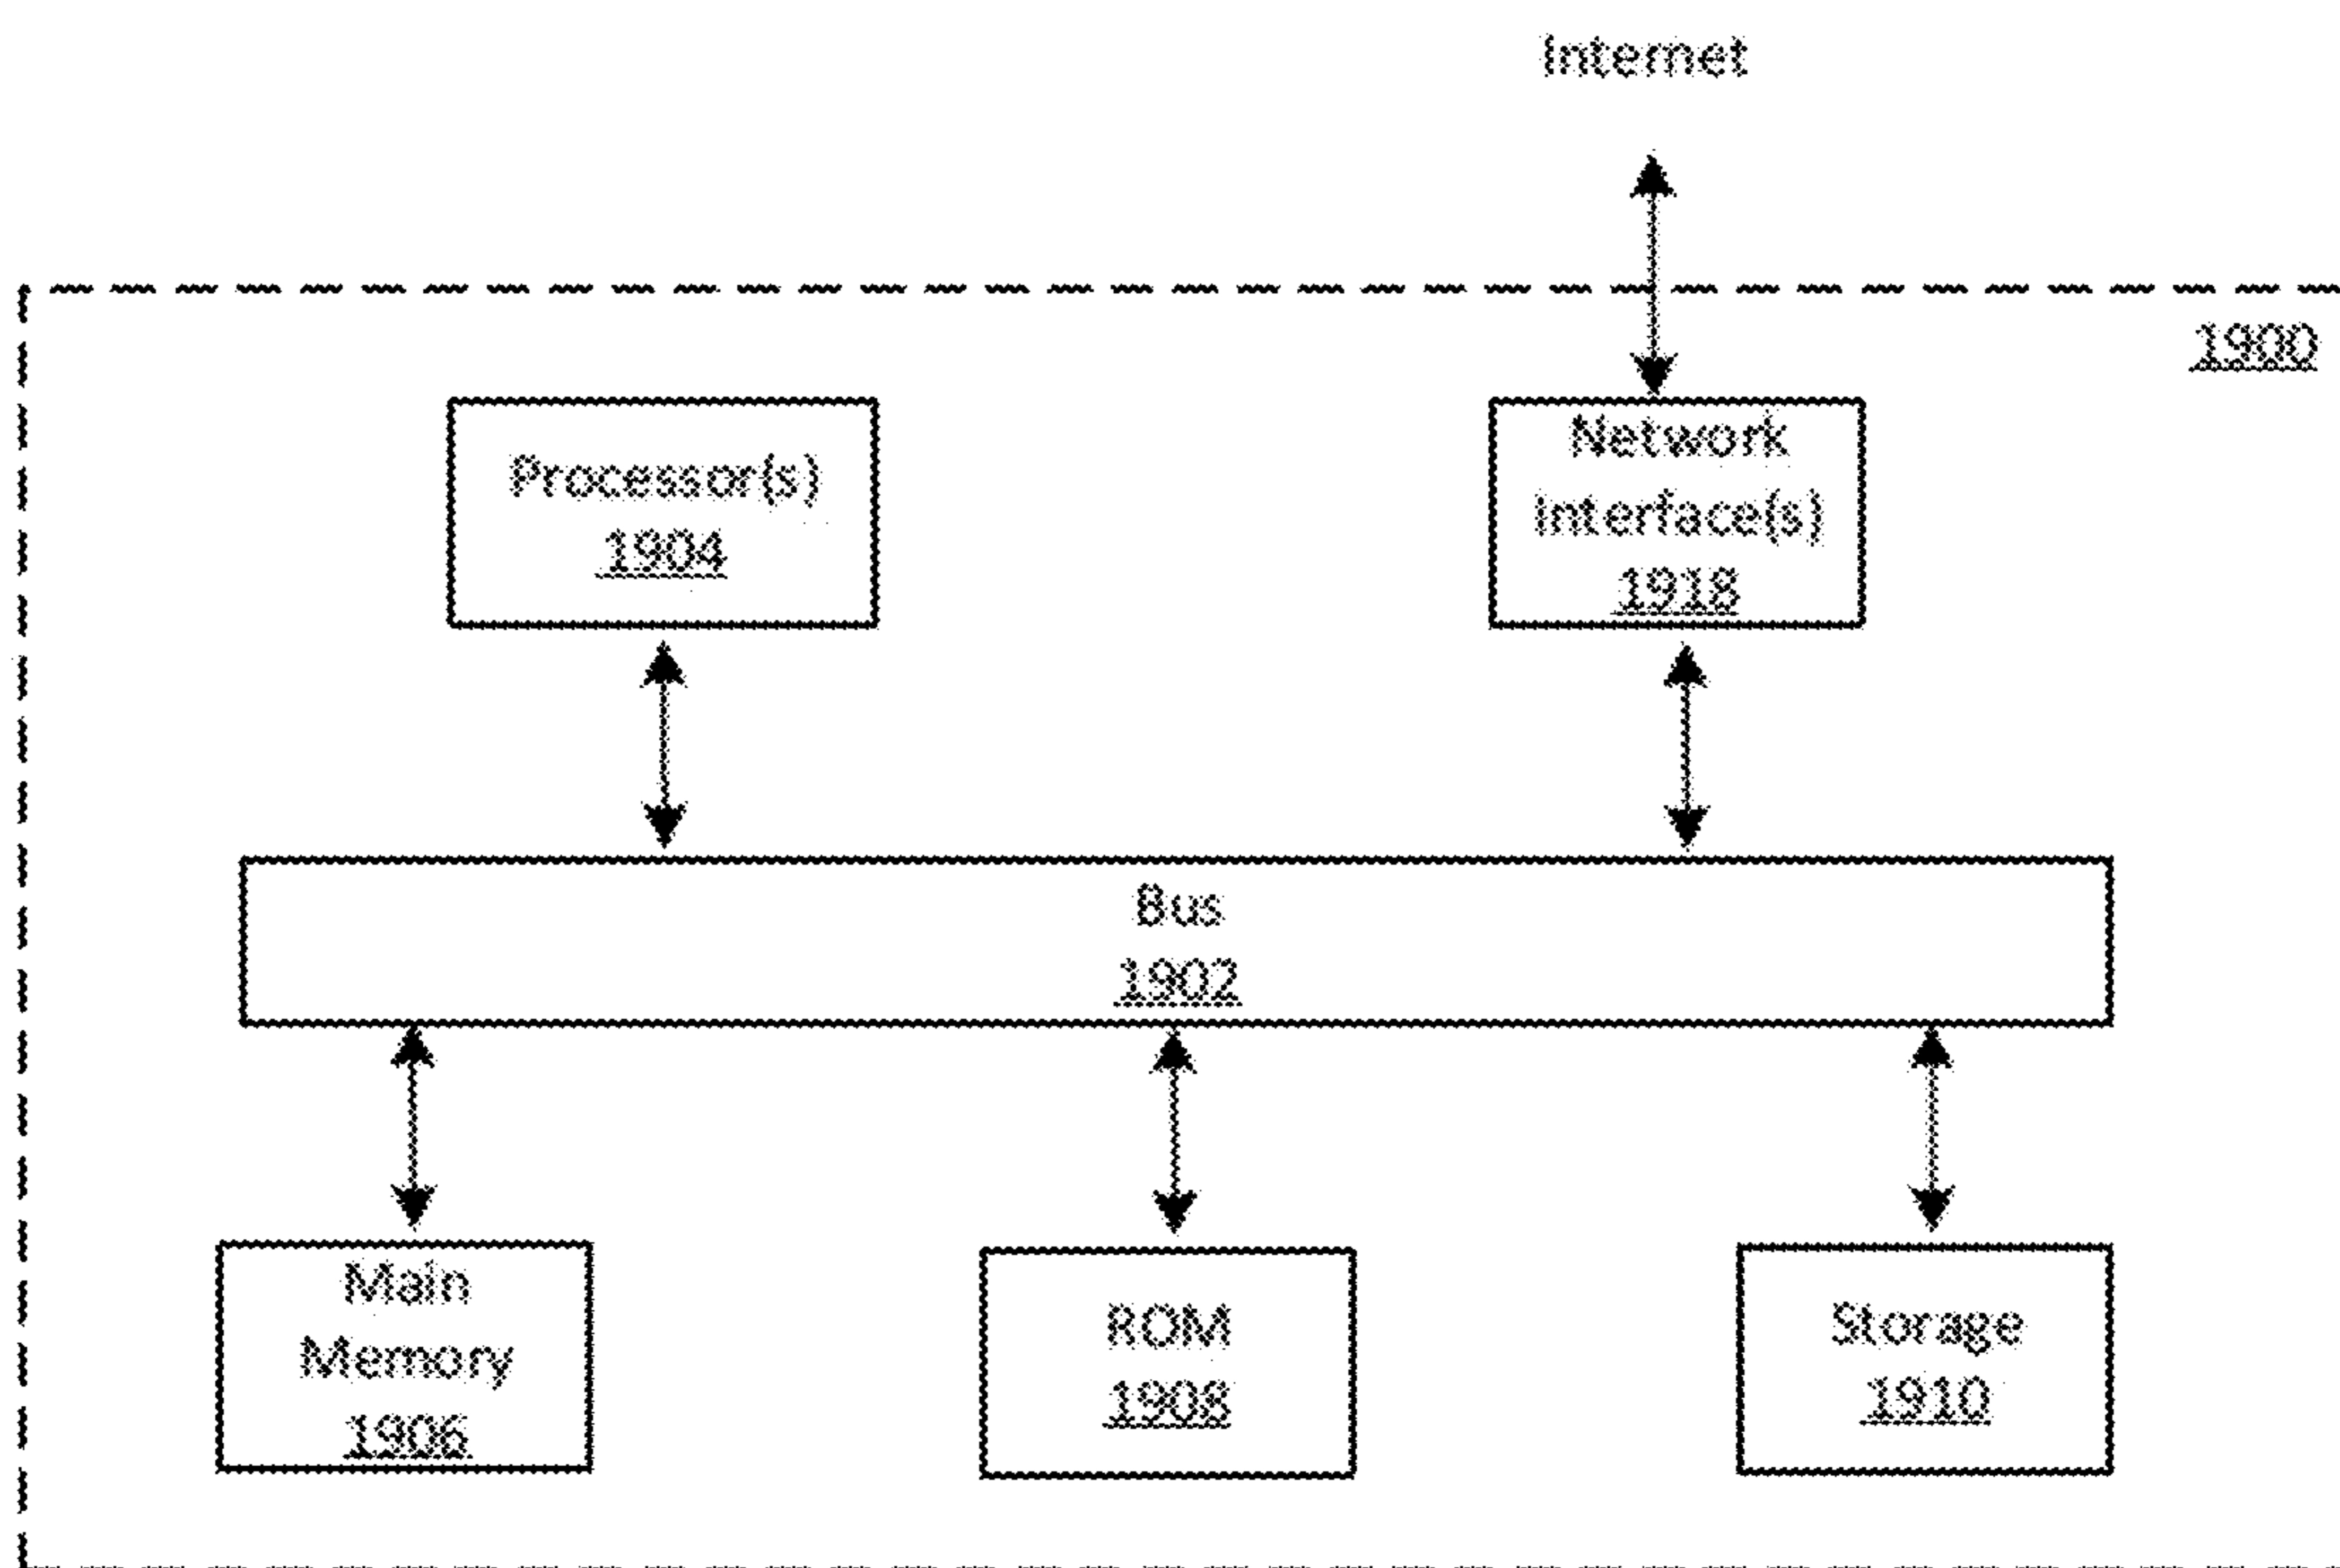 Internet
1900
Processor(s)
1904
Network
Interface(s)
1918
Bus
1902
Main
Memory
1906
ROM
1908
Storage
1910